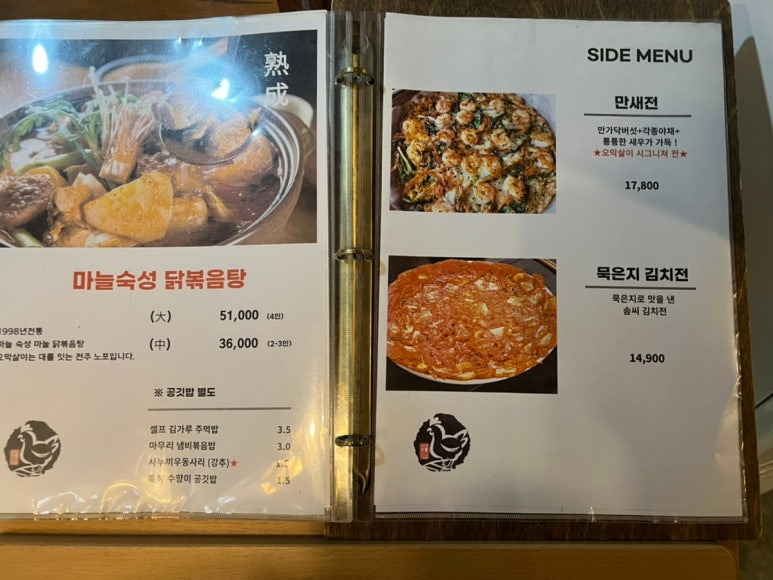 熟成
마늘숙성 닭볶음탕
1998년전통
마늘 숙성 마늘 닭볶음탕
오막살이는 대를 잇는 전주 노포입니다.
(大) 51,000 (4인)
(中) 36,000 (2-3인)
※ 공깃밥 별도
셀프 김가루 주먹밥 3.5
마무리 냄비볶음밥 3.0
사누끼우동사리 (강추)★
수향미 공깃밥 1.5
SIDE MENU
만새전
만가닥버섯+각종야채+
통통한 새우가 가득 !
★오막살이 시그니쳐 전★
17,800
묵은지 김치전
묵은지로 맛을 낸
솜씨 김치전
14,900